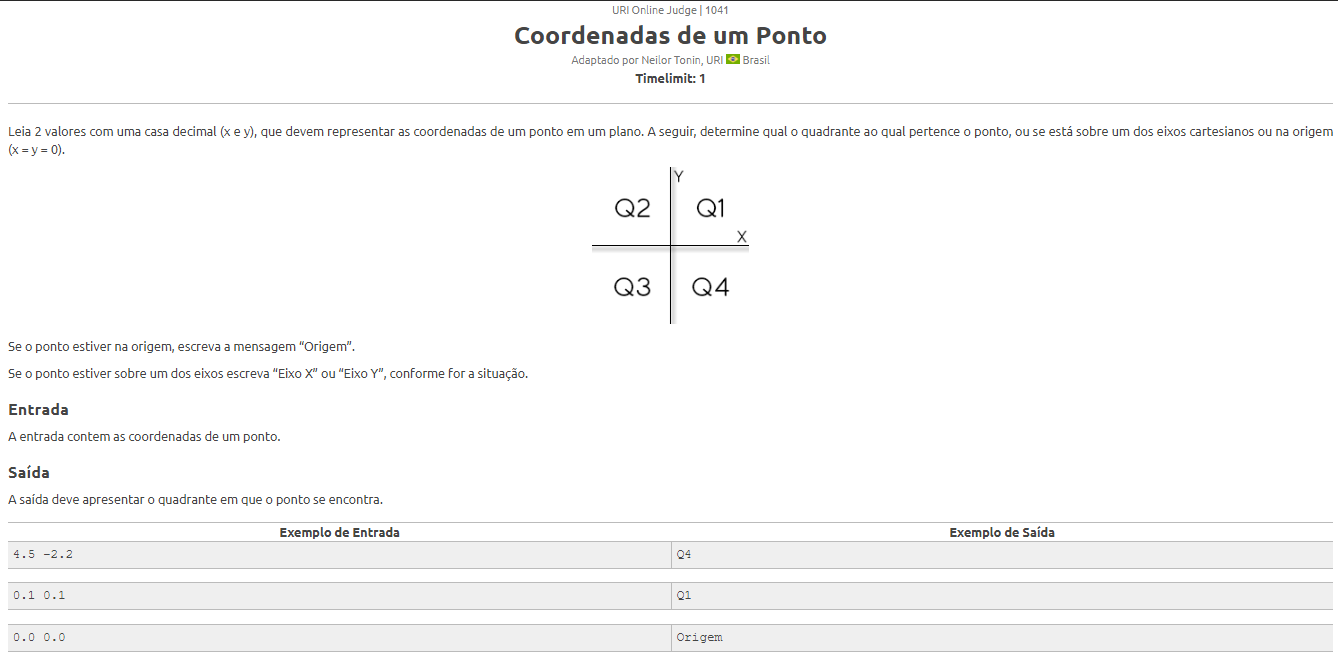 URI Online Judge | 1041
Coordenadas de um Ponto
Adaptado por Neilor Tonin, URI Brasil
Timelimit: 1
Leia 2 valores com uma casa decimal (x e y), que devem representar as coordenadas de um ponto em um plano. A seguir, determine qual o quadrante ao qual pertence o ponto, ou se está sobre um dos eixos cartesianos ou na origem
(x = y = 0).
Y
Q2 Q1
X
Q3 Q4
Se o ponto estiver na origem, escreva a mensagem “Origem”.
Se o ponto estiver sobre um dos eixos escreva “Eixo X” ou “Eixo Y”, conforme for a situação.
Entrada
A entrada contem as coordenadas de um ponto.
Saída
A saída deve apresentar o quadrante em que o ponto se encontra.
Exemplo de Entrada Exemplo de Saída
4.5 -2.2 Q4
0.1 0.1 Q1
0.0 0.0 Origem